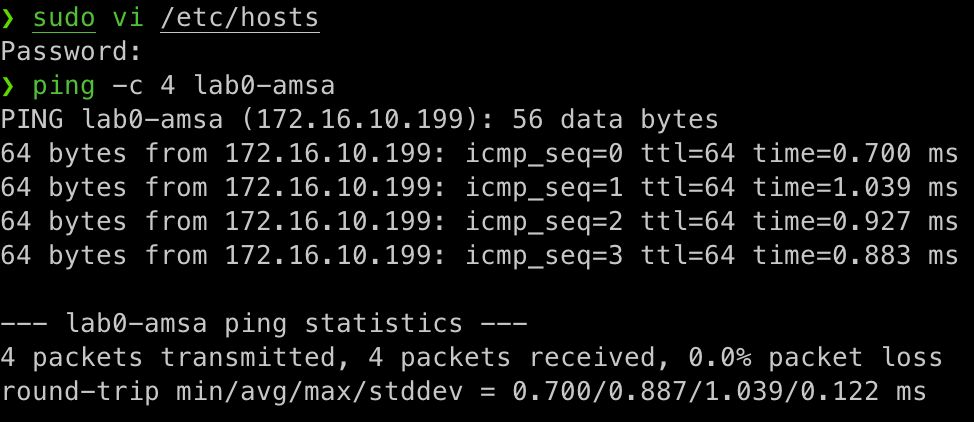 ❯ sudo vi /etc/hosts
Password:
❯ ping -c 4 lab0-amsa
PING lab0-amsa (172.16.10.199): 56 data bytes
64 bytes from 172.16.10.199: icmp_seq=0 ttl=64 time=0.700 ms
64 bytes from 172.16.10.199: icmp_seq=1 ttl=64 time=1.039 ms
64 bytes from 172.16.10.199: icmp_seq=2 ttl=64 time=0.927 ms
64 bytes from 172.16.10.199: icmp_seq=3 ttl=64 time=0.883 ms

--- lab0-amsa ping statistics ---
4 packets transmitted, 4 packets received, 0.0% packet loss
round-trip min/avg/max/stddev = 0.700/0.887/1.039/0.122 ms